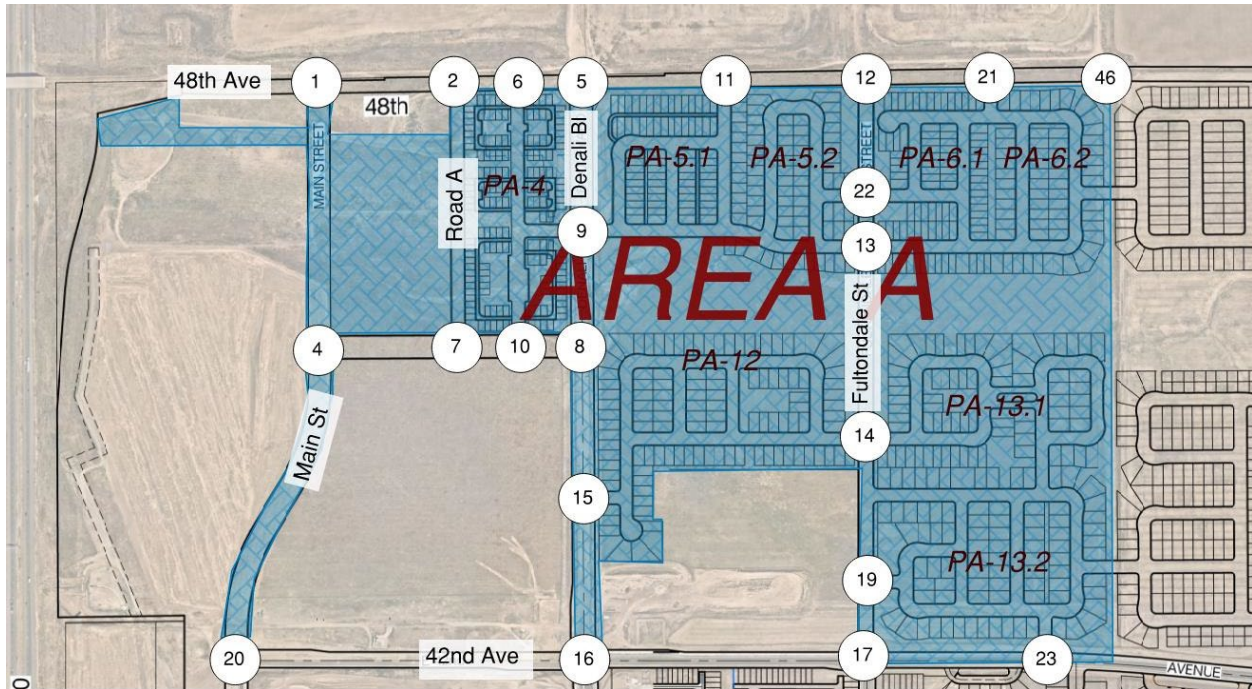 48th Ave
1
2
6
5
11
12
21
46
48th
MAIN STREET
Road A
PA-4
Denali Bl
PA-5.1
PA-5.2
STREET
PA-6.1
PA-6.2
22
9
13
AREA A
4
7
10
8
PA-12
Fultondale St
PA-13.1
Main St
14
15
19
PA-13.2
20
42nd Ave
16
17
23
AVENUE
0